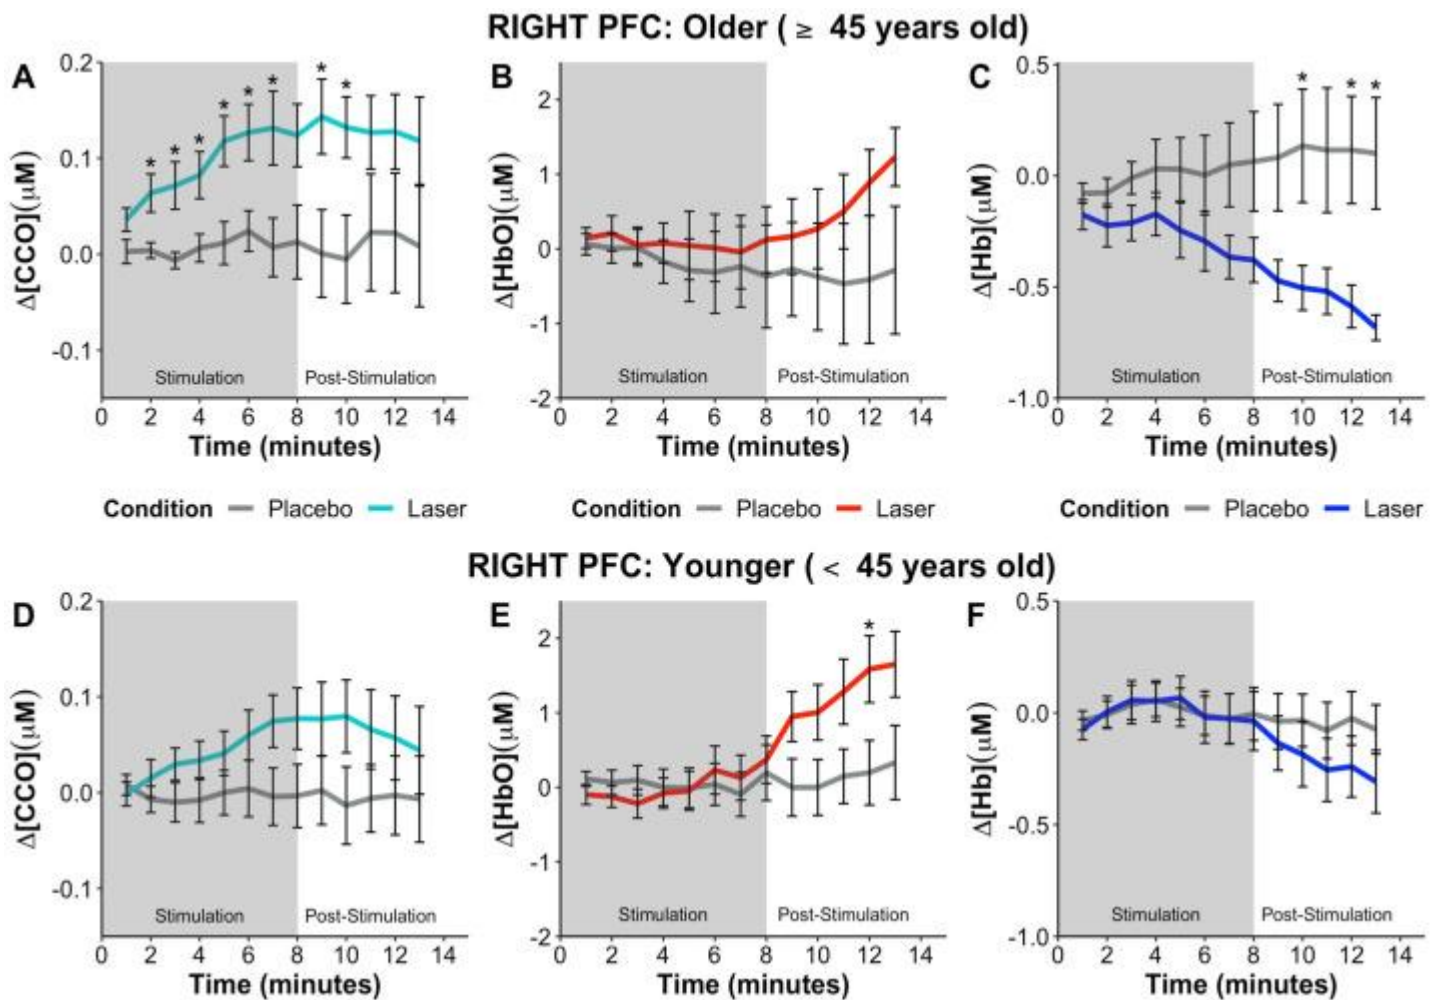 RIGHT PFC: Older ( ≥ 45 years old)
A
Δ[CCO](μM)
0.2
0.1
0.0
-0.1
* * * * * * * *
Stimulation Post-Stimulation
0 2 4 6 8 10 12 14
Time (minutes)
B
Δ[HbO](μM)
2
1
0
-1
-2
Stimulation Post-Stimulation
0 2 4 6 8 10 12 14
Time (minutes)
C
Δ[Hb](μM)
0.5
0.0
-0.5
-1.0
* * *
Stimulation Post-Stimulation
0 2 4 6 8 10 12 14
Time (minutes)
Condition Placebo Laser
Condition Placebo Laser
Condition Placebo Laser
RIGHT PFC: Younger ( < 45 years old)
D
Δ[CCO](μM)
0.2
0.1
0.0
-0.1
Stimulation Post-Stimulation
0 2 4 6 8 10 12 14
Time (minutes)
E
Δ[HbO](μM)
2
1
0
-1
-2
*
Stimulation Post-Stimulation
0 2 4 6 8 10 12 14
Time (minutes)
F
Δ[Hb](μM)
0.5
0.0
-0.5
-1.0
Stimulation Post-Stimulation
0 2 4 6 8 10 12 14
Time (minutes)